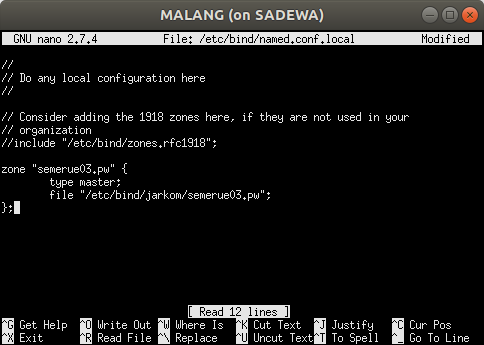 MALANG (on SADEWA)
GNU nano 2.7.4 File: /etc/bind/named.conf.local Modified
//
// Do any local configuration here
//
// Consider adding the 1918 zones here, if they are not used in your
// organization
//include "/etc/bind/zones.rfc1918";
zone "semerue03.pw" {
type master;
file "/etc/bind/jarkom/semerue03.pw";
};
[ Read 12 lines ]
^G Get Help ^O Write Out ^W Where Is ^K Cut Text ^J Justify ^C Cur Pos
^X Exit ^R Read File ^\ Replace ^U Uncut Text ^T To Spell ^_ Go To Line